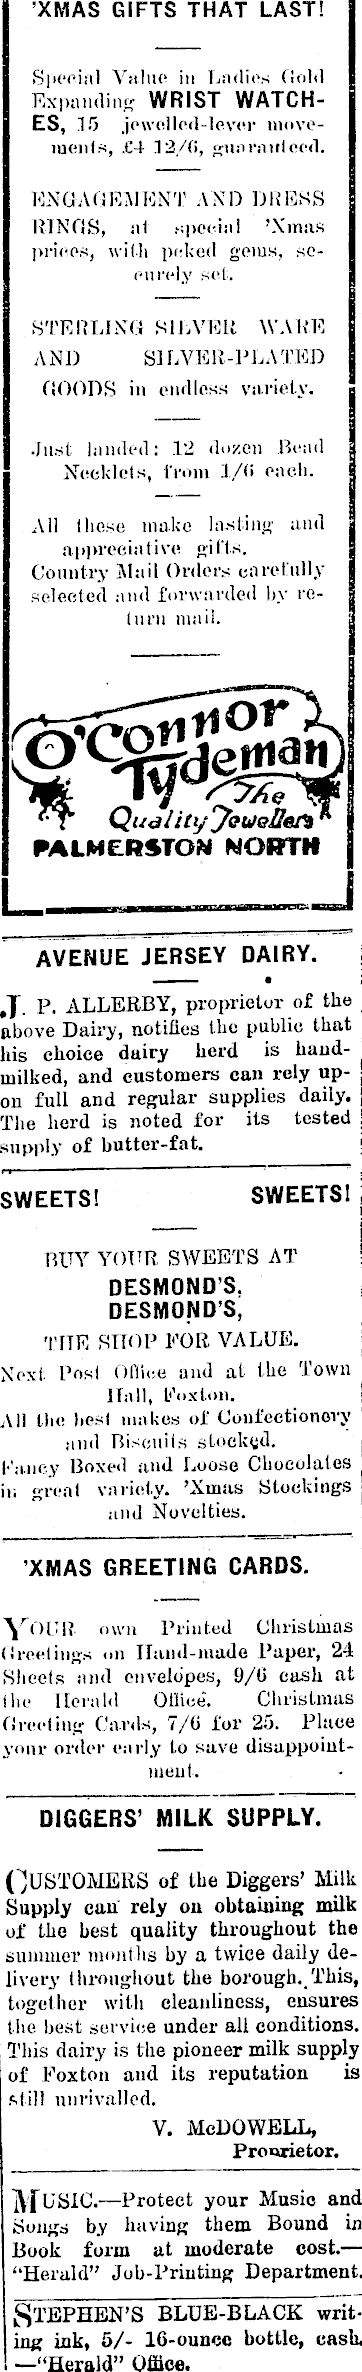 'XMAS GIFTS THAT LAST!
Special Value in Ladies Gold
Expanding WRIST WATCH-
ES, 15 jewelled-lever move-
ments, £4 12/6, guaranteed.
ENGAGEMENT AND DRESS
RINGS, at special 'Xmas
prices, with picked gems, se-
curely set.
STERLING SILVER WARE
AND SILVER-PLATED
GOODS in endless variety.
Just landed: 12 dozen Bead
Necklets, from 1/6 each.
All these make lasting and
appreciative gifts.
Country Mail Orders carefully
selected and forwarded by re-
turn mail.
O'Connor
Tydeman
The
Quality Jewellers
PALMERSTON NORTH
AVENUE JERSEY DAIRY.
J. P. ALLERBY, proprietor of the
above Dairy, notifies the public that
his choice dairy herd is hand-
milked, and customers can rely up-
on full and regular supplies daily.
The herd is noted for its tested
supply of butter-fat.
SWEETS! SWEETS!
BUY YOUR SWEETS AT
DESMOND'S,
DESMOND'S,
THE SHOP FOR VALUE.
Next Post Office and at the Town
Hall, Foxton.
All the best makes of Confectionery
and Biscuits stocked.
Fancy Boxed and Loose Chocolates
in great variety. 'Xmas Stockings
and Novelties.
'XMAS GREETING CARDS.
YOUR own Printed Christmas
Greetings on Hand-made Paper, 24
Sheets and envelopes, 9/6 cash at
the Herald Office. Christmas
Greeting Cards, 7/6 for 25. Place
your order early to save disappoint-
ment.
DIGGERS' MILK SUPPLY.
CUSTOMERS of the Diggers' Milk
Supply can rely on obtaining milk
of the best quality throughout the
summer months by a twice daily de-
livery throughout the borough. This,
together with cleanliness, ensures
the best service under all conditions.
This dairy is the pioneer milk supply
of Foxton and its reputation is
still unrivalled.
V. McDOWELL,
Proprietor.
MUSIC.—Protect your Music and
Songs by having them Bound in
Book form at moderate cost.—
"Herald" Job-Printing Department.
STEPHEN'S BLUE-BLACK writ-
ing ink, 5/- 16-ounce bottle, cash.
—"Herald" Office.